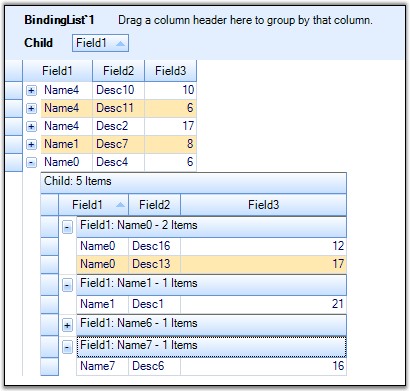 BindingList`1 Drag a column header here to group by that column.
Child Field1
Field1 Field2 Field3
Name4 Desc10 10
Name4 Desc11 6
Name4 Desc2 17
Name1 Desc7 8
Name0 Desc4 6
Child: 5 Items
Field1 Field2 Field3
Field1: Name0 - 2 Items
Name0 Desc16 12
Name0 Desc13 17
Field1: Name1 - 1 Items
Name1 Desc1 21
Field1: Name6 - 1 Items
Field1: Name7 - 1 Items
Name7 Desc6 16